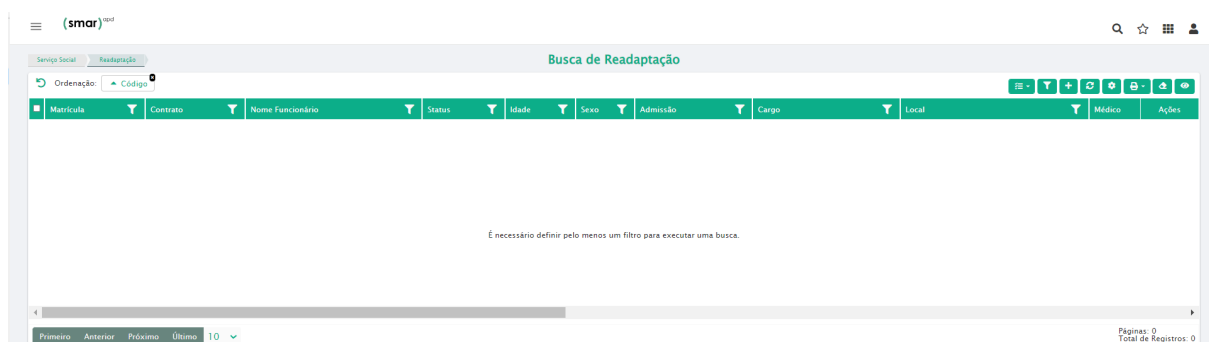 (smar)apd
Serviço Social Readaptação
Busca de Readaptação
Ordenação: Código
Matrícula Contrato Nome Funcionário Status Idade Sexo Admissão Cargo Local Médico Ações
É necessário definir pelo menos um filtro para executar uma busca.
Primeiro Anterior Próximo Último 10
Páginas: 0
Total de Registros: 0